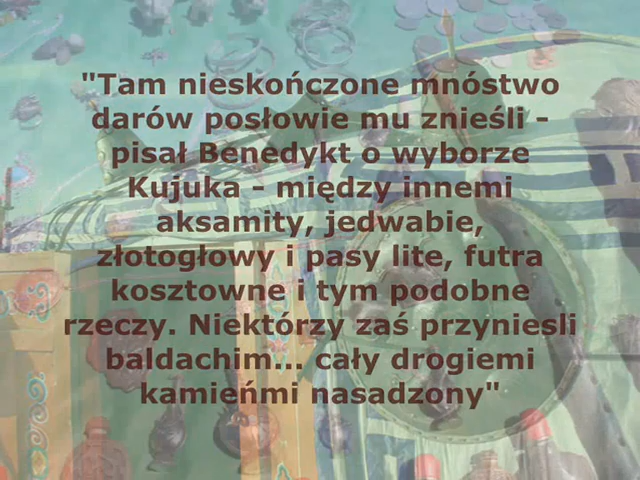 "Tam nieskończone mnóstwo
darów posłowie mu znieśli -
pisał Benedykt o wyborze
Kujuka - między innemi
aksamity, jedwabie,
złotogłowy i pasy lite, futra
kosztowne i tym podobne
rzeczy. Niektórzy zaś przyniesli
baldachim... cały drogiemi
kamieńmi nasadzony"